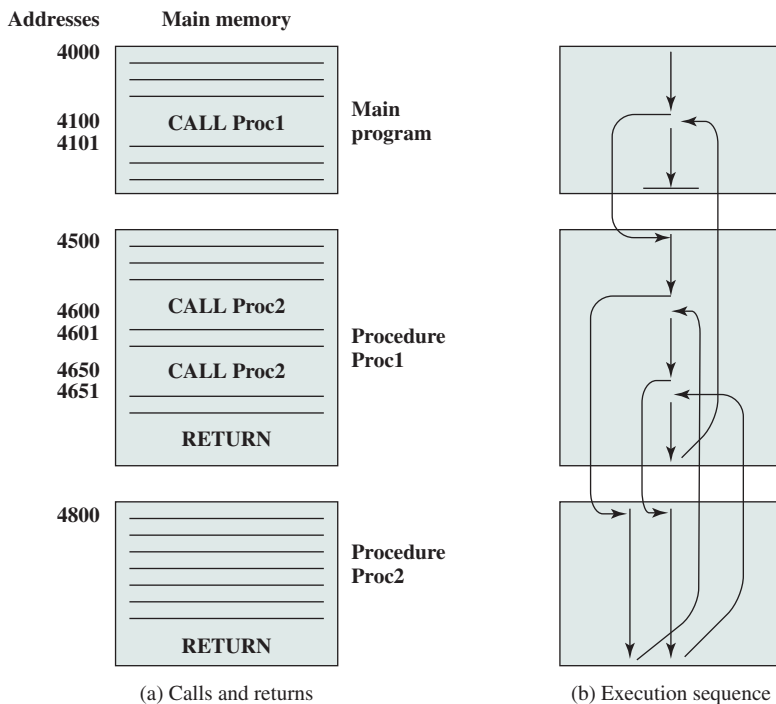 Addresses
Main memory
4000
4100
CALL Proc1
4101
Main
program
4500
4600
CALL Proc2
4601
4650
CALL Proc2
4651
RETURN
Procedure
Proc1
4800
Procedure
Proc2
RETURN
(a) Calls and returns
(b) Execution sequence